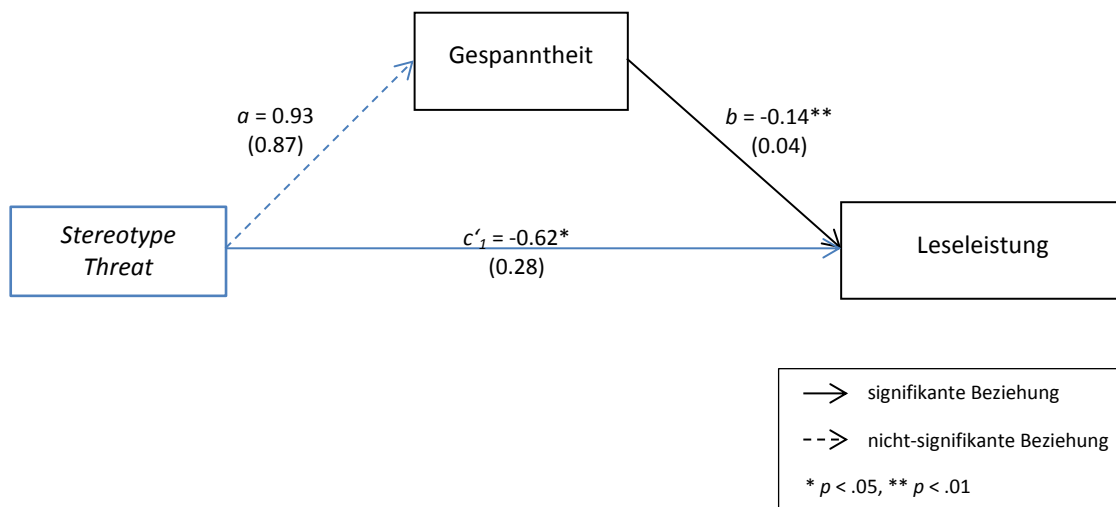 Gespanntheit
a = 0.93
(0.87)
b = -0.14**
(0.04)
Stereotype
Threat
c‘1 = -0.62*
(0.28)
Leseleistung
signifikante Beziehung
nicht-signifikante Beziehung
* p < .05, ** p < .01